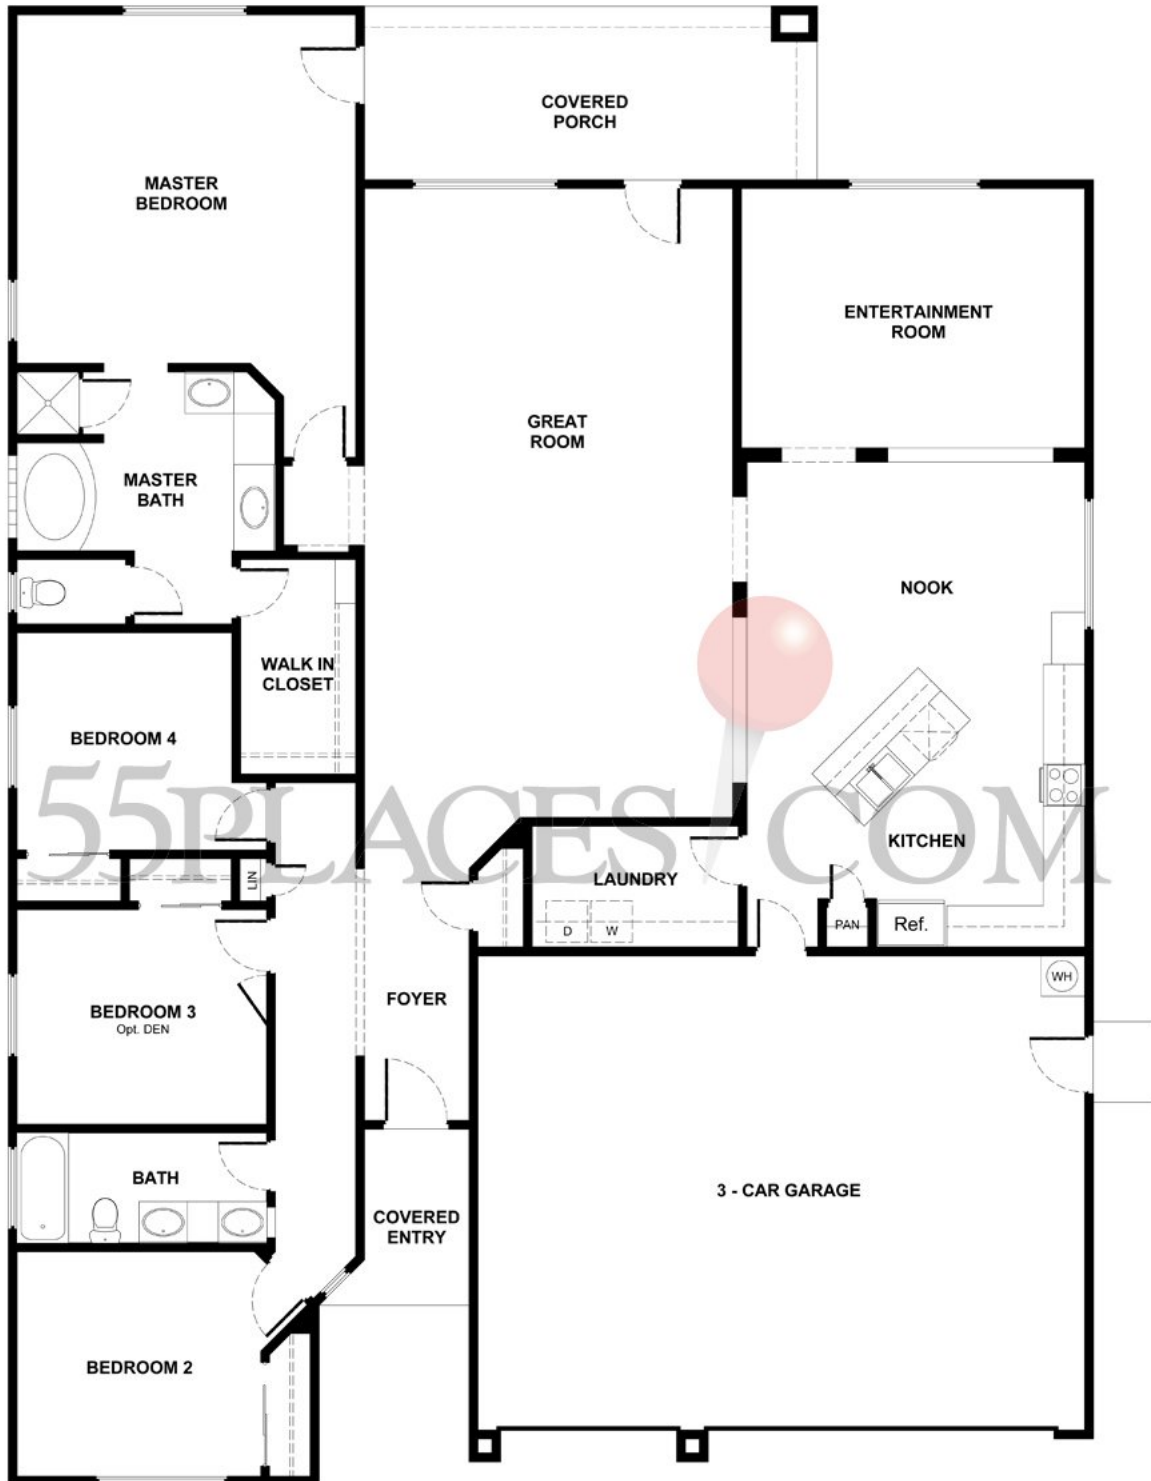 COVERED
PORCH
MASTER
BEDROOM
ENTERTAINMENT
ROOM
GREAT
ROOM
MASTER
BATH
NOOK
WALK IN
CLOSET
BEDROOM 4
55PLACES.COM
KITCHEN
LAUNDRY
LIN
D
W
PAN
Ref.
WH
FOYER
BEDROOM 3
Opt. DEN
BATH
3 - CAR GARAGE
COVERED
ENTRY
BEDROOM 2